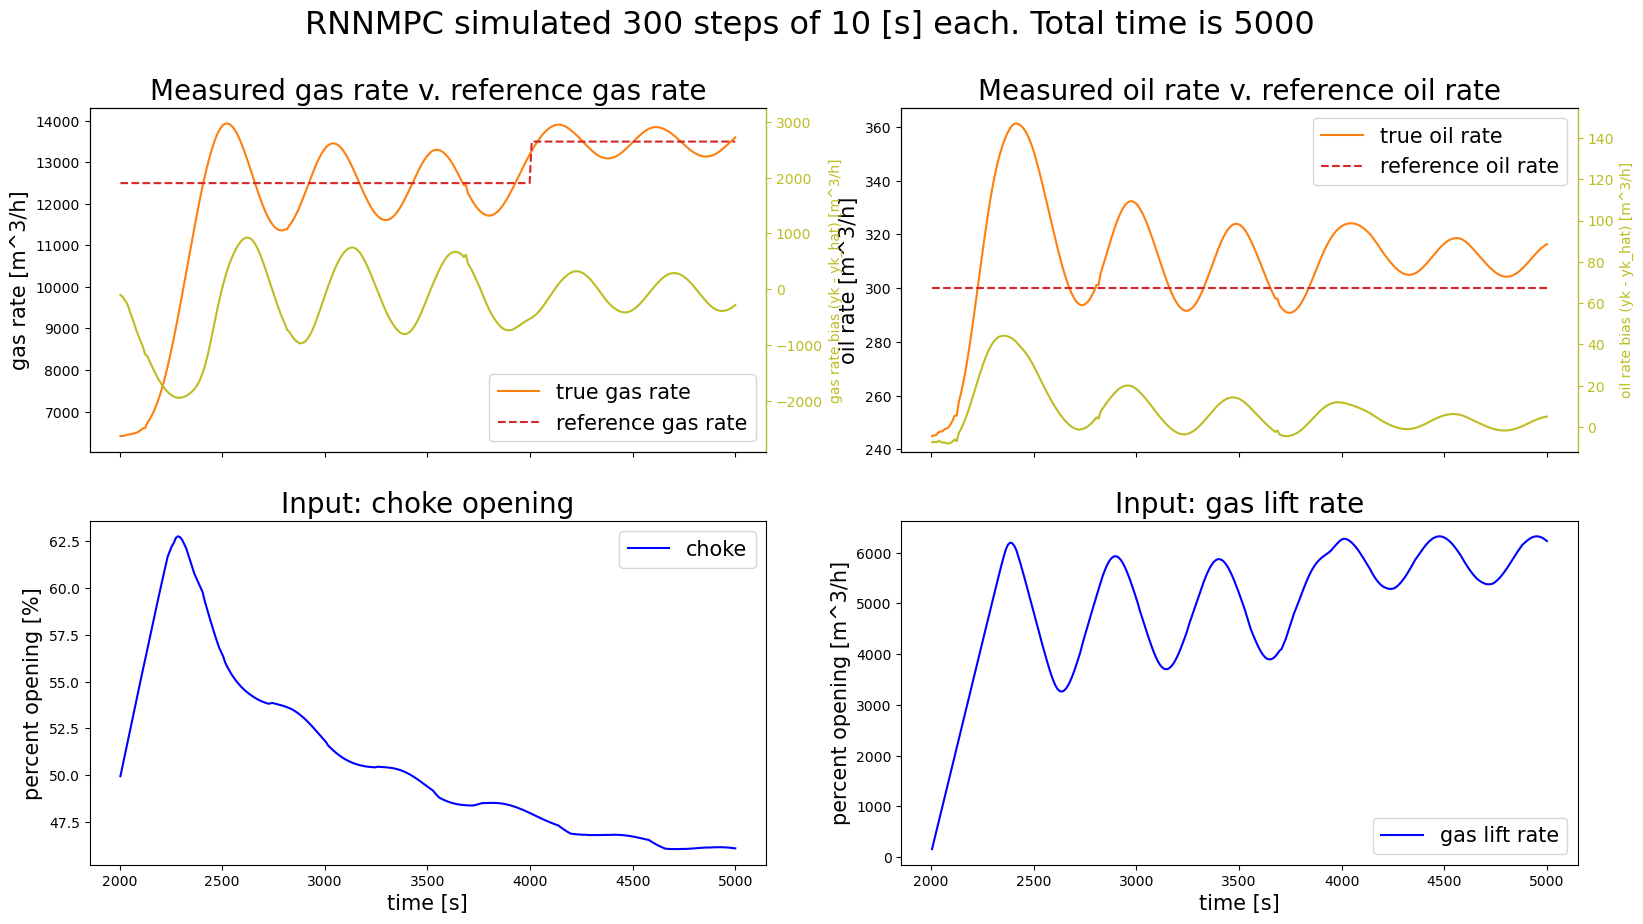 RNNMPC simulated 300 steps of 10 [s] each. Total time is 5000
Measured gas rate v. reference gas rate
gas rate [m^3/h]
14000
13000
12000
11000
10000
9000
8000
7000
3000
2000
1000
0
−1000
−2000
gas rate bias (yk - yk_hat) [m^3/h]
true gas rate
reference gas rate
Measured oil rate v. reference oil rate
oil rate [m^3/h]
360
340
320
300
280
260
240
140
120
100
80
60
40
20
0
oil rate bias (yk - yk_hat) [m^3/h]
true oil rate
reference oil rate
Input: choke opening
percent opening [%]
62.5
60.0
57.5
55.0
52.5
50.0
47.5
choke
2000 2500 3000 3500 4000 4500 5000
time [s]
Input: gas lift rate
percent opening [m^3/h]
6000
5000
4000
3000
2000
1000
0
gas lift rate
2000 2500 3000 3500 4000 4500 5000
time [s]